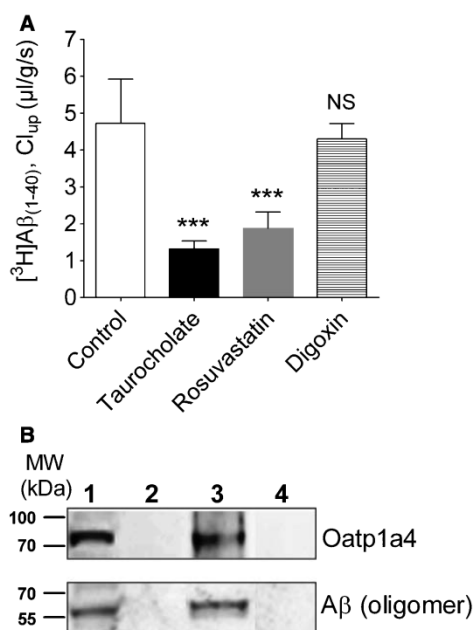 A
[³H]Aβ(1-40), Clup (µl/g/s)
7
6
5
4
3
2
1
0
***
***
NS
Control
Taurocholate
Rosuvastatin
Digoxin
B
MW
(kDa)
1 2 3 4
100
70
Oatp1a4
70
55
Aβ (oligomer)